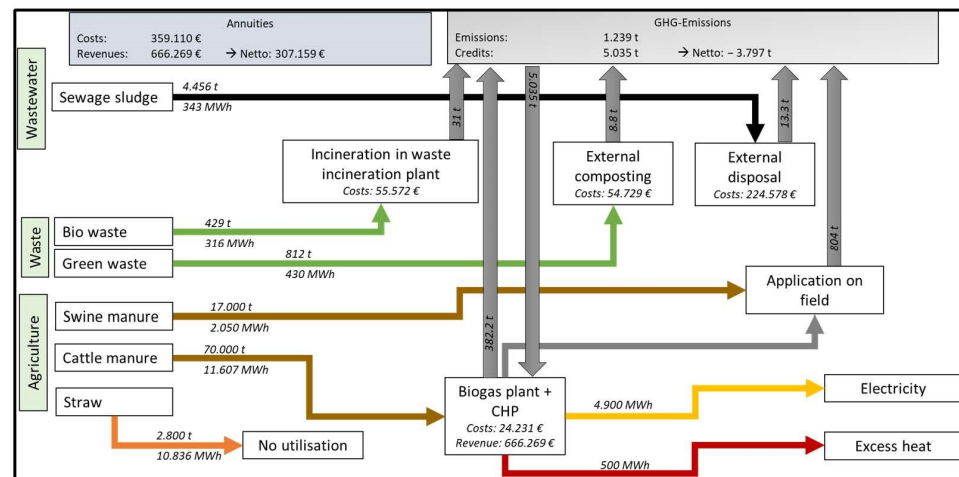 Annuities
Costs: 359.110 €
Revenues: 666.269 € → Netto: 307.159 €
GHG-Emissions
Emissions: 1.239 t
Credits: 5.035 t → Netto: – 3.797 t
Wastewater
Sewage sludge
4.456 t
343 MWh
31 t
5.035 t
8.8 t
13.3 t
Incineration in waste
incineration plant
Costs: 55.572 €
External
composting
Costs: 54.729 €
External
disposal
Costs: 224.578 €
Waste
Bio waste
429 t
316 MWh
Green waste
812 t
430 MWh
804 t
Agriculture
Swine manure
17.000 t
2.050 MWh
Application on
field
382.2 t
Cattle manure
70.000 t
11.607 MWh
Straw
2.800 t
10.836 MWh
No utilisation
Biogas plant +
CHP
Costs: 24.231 €
Revenue: 666.269 €
4.900 MWh
Electricity
500 MWh
Excess heat